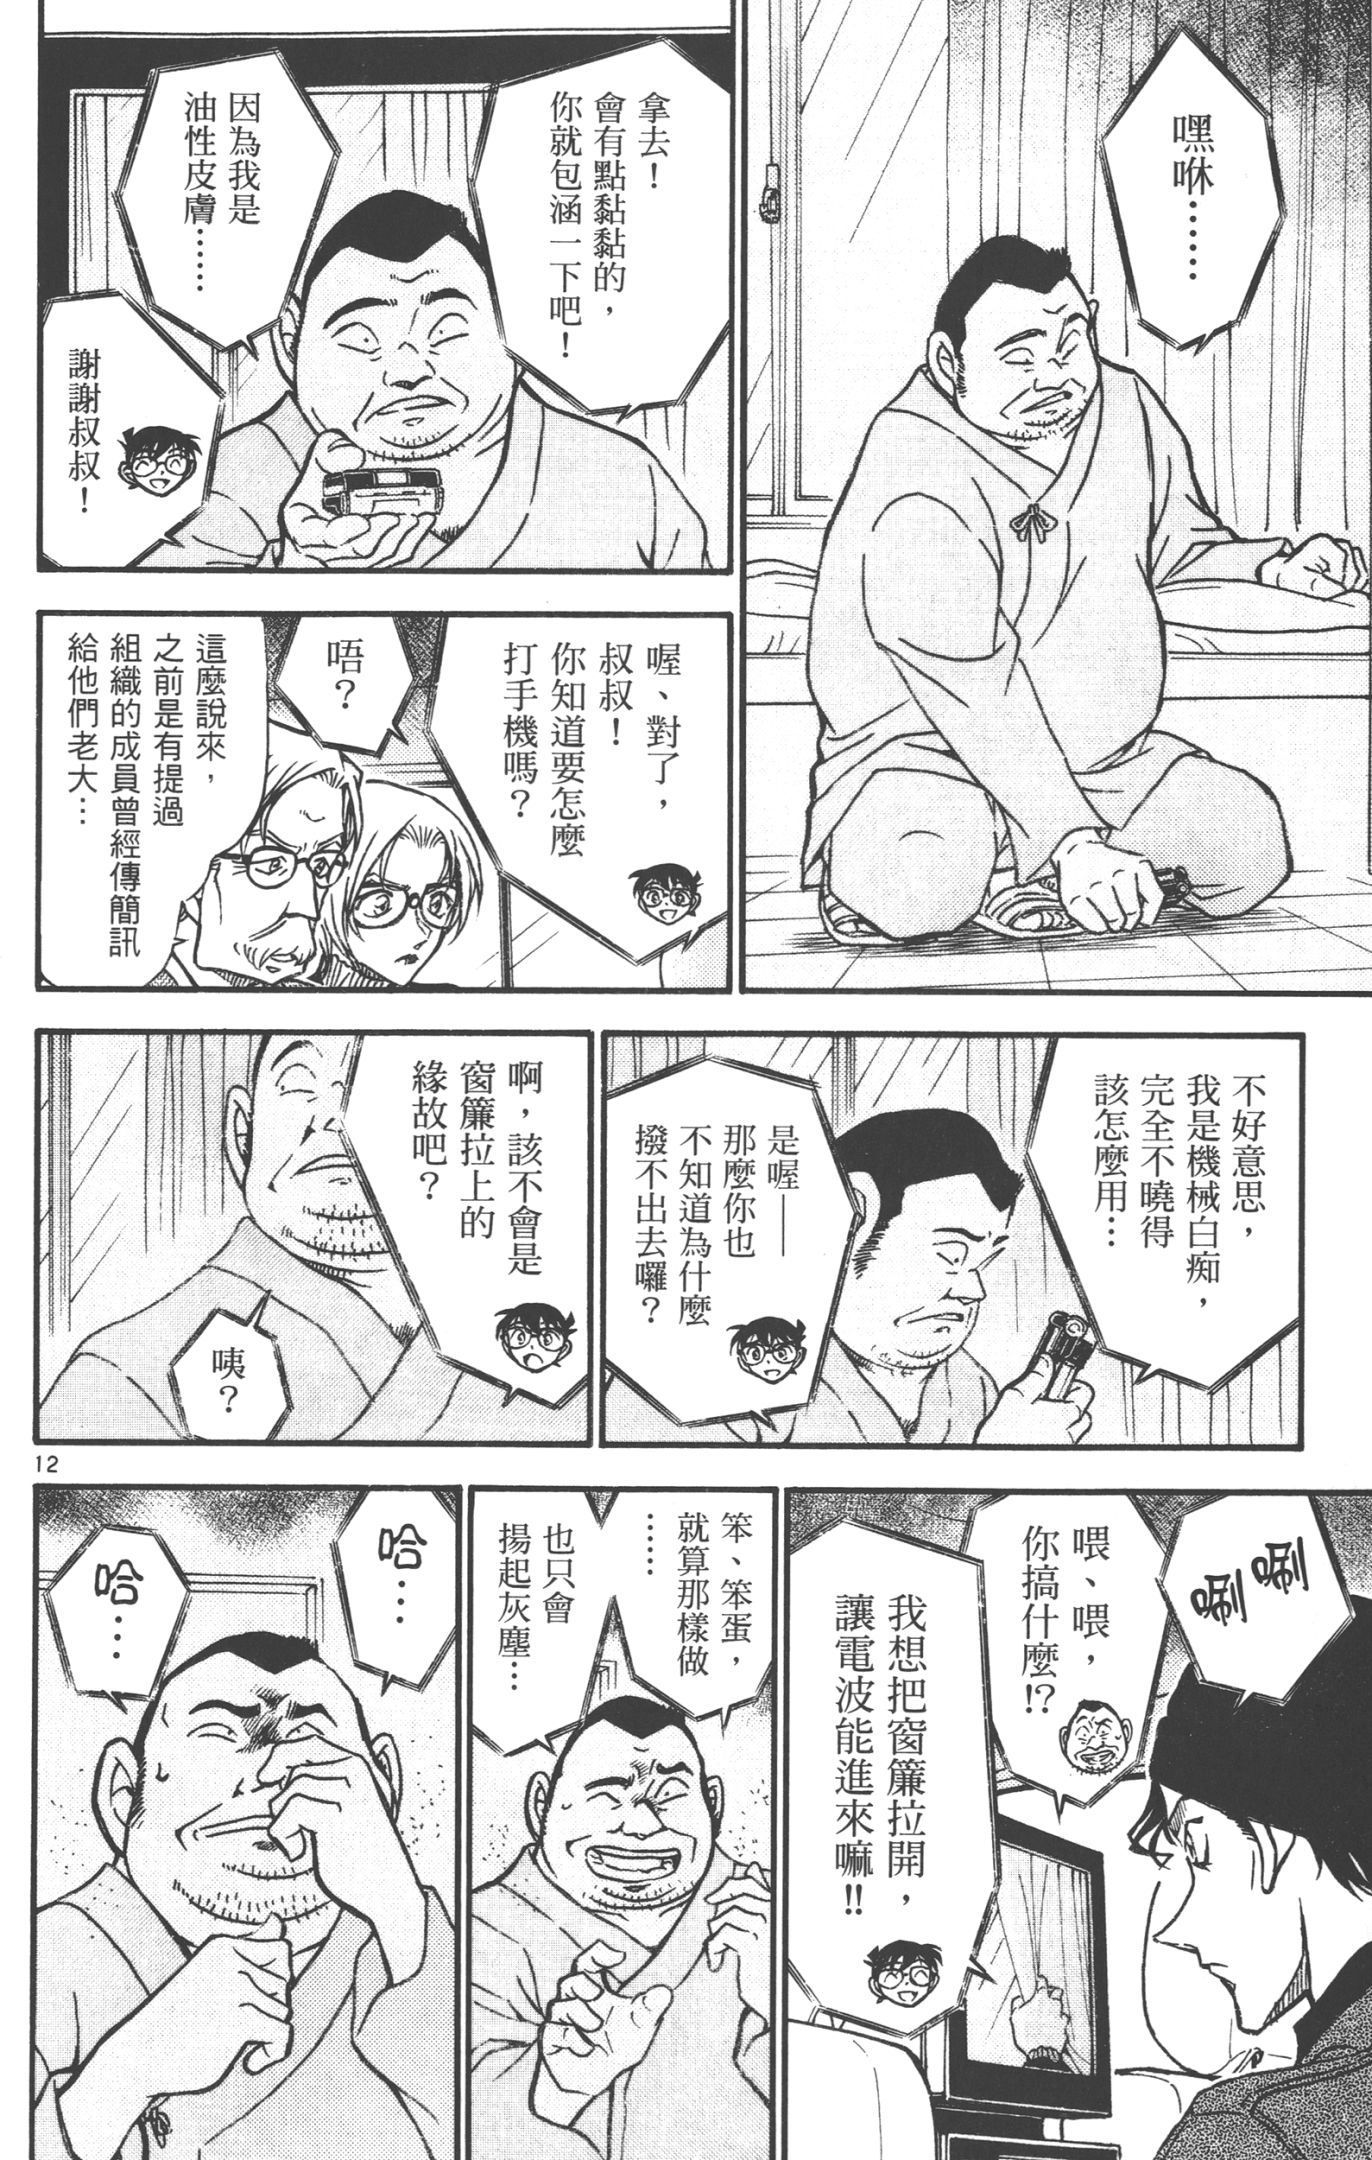 嘿咻……
拿去！
會有點黏黏的，
你就包涵一下吧！
因為我是
油性皮膚……
謝謝叔叔！
喔、對了，
叔叔！
你知道要怎麼
打手機嗎？
唔？
這麼說來，
之前是有提過
組織的成員曾經傳簡訊
給他們老大…
不好意思，
我是機械白痴，
完全不曉得
該怎麼用…
是喔——
那麼你也
不知道為什麼
撥不出去囉？
啊，該不會是
窗簾拉上的
緣故吧？
咦？
唰
唰
喂、喂，
你搞什麼!?
我想把窗簾拉開，
讓電波能進來嘛!!
笨、笨蛋，
就算那樣做
……
也只會
揚起灰塵…
哈…
哈…
12